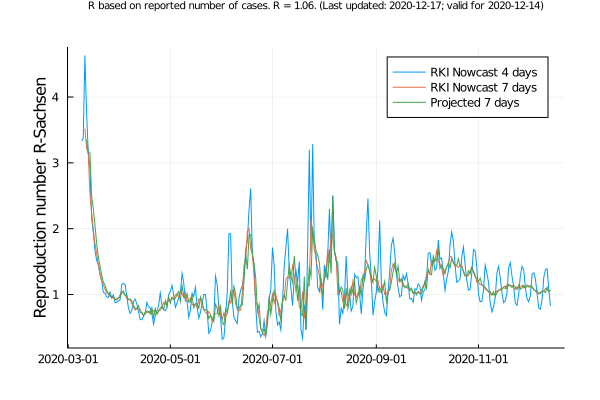 R based on reported number of cases. R = 1.06. (Last updated: 2020-12-17; valid for 2020-12-14)
RKI Nowcast 4 days
RKI Nowcast 7 days
Projected 7 days
Reproduction number R-Sachsen
4
3
2
1
2020-03-01 2020-05-01 2020-07-01 2020-09-01 2020-11-01